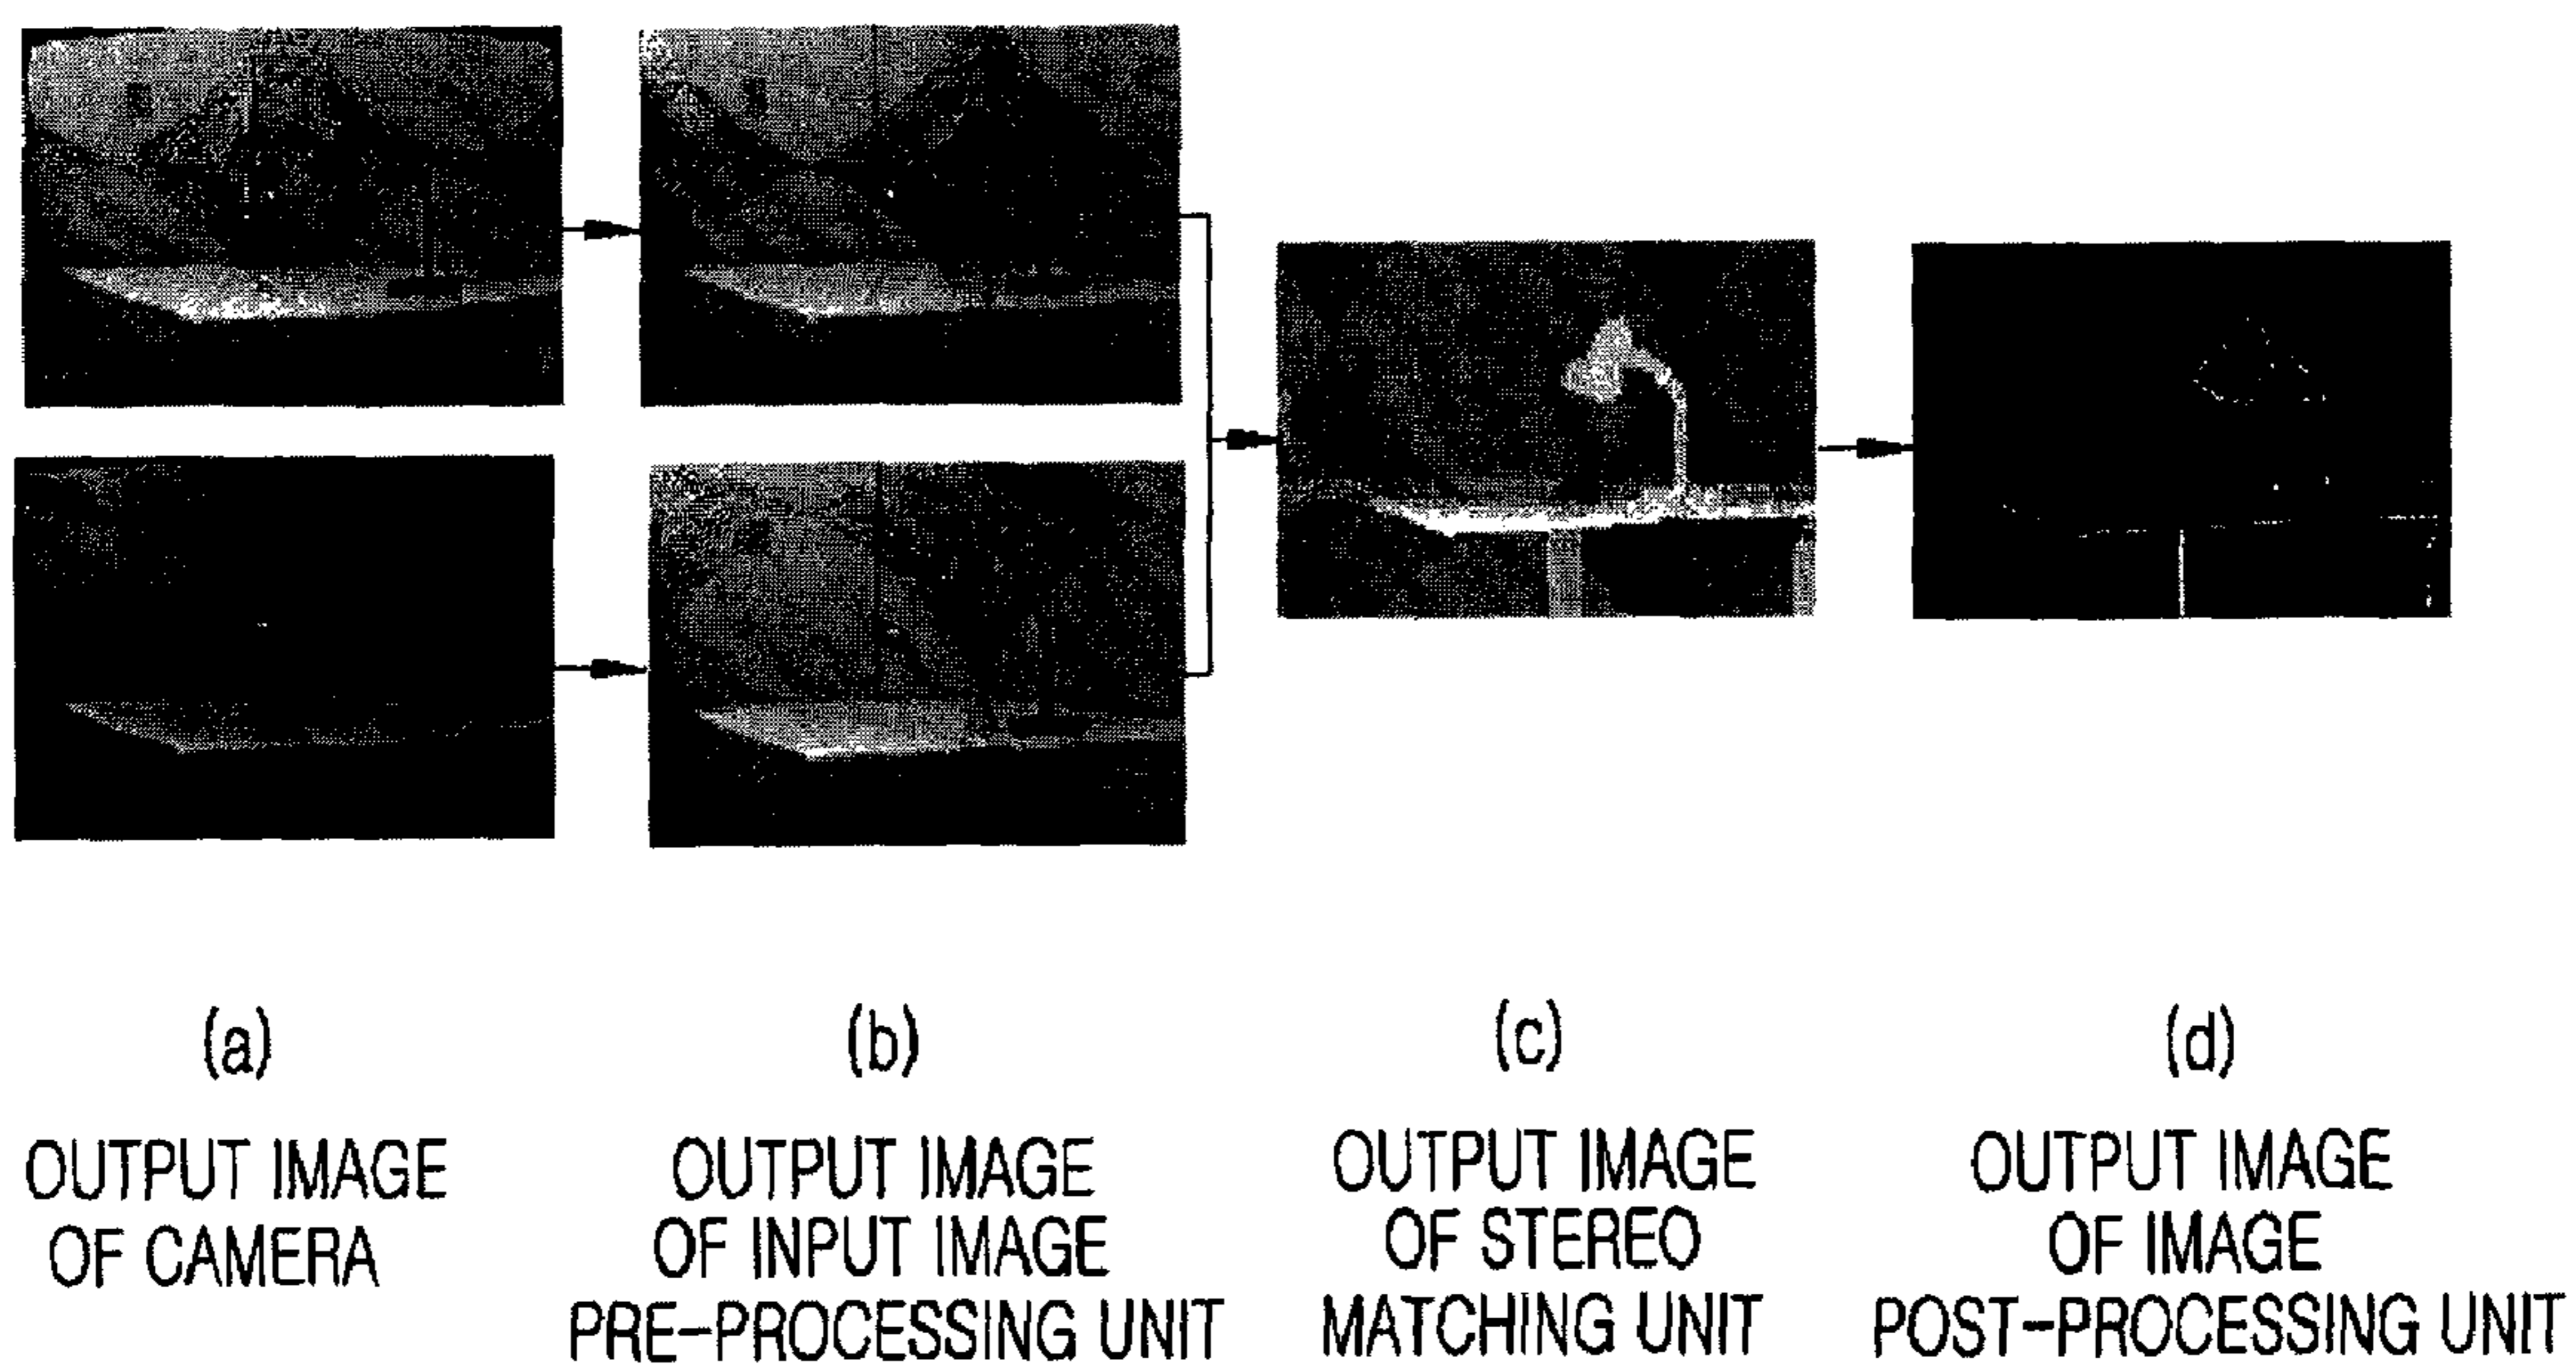 (a)
OUTPUT IMAGE
OF CAMERA
(b)
OUTPUT IMAGE
OF INPUT IMAGE
PRE-PROCESSING UNIT
(c)
OUTPUT IMAGE
OF STEREO
MATCHING UNIT
(d)
OUTPUT IMAGE
OF IMAGE
POST-PROCESSING UNIT